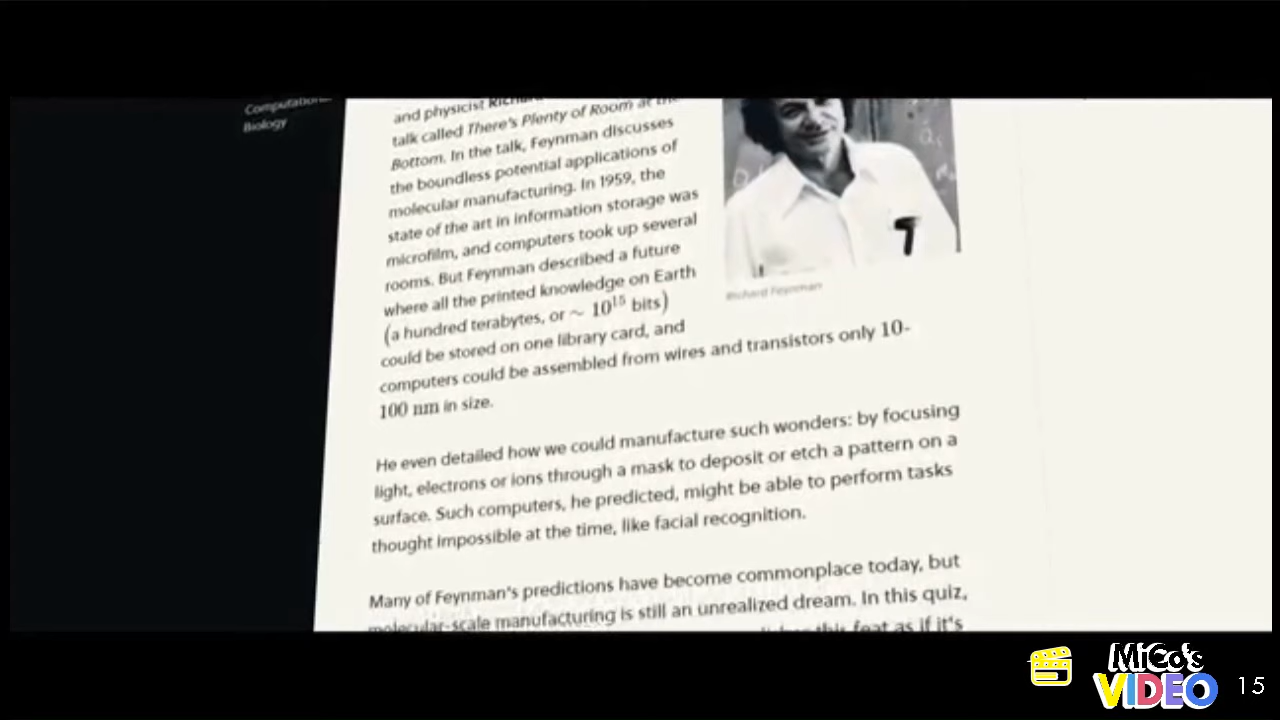 Computational
Biology
and physicist Richard
talk called There's Plenty of Room at the
Bottom. In the talk, Feynman discusses
the boundless potential applications of
molecular manufacturing. In 1959, the
state of the art in information storage was
microfilm, and computers took up several
rooms. But Feynman described a future
where all the printed knowledge on Earth
(a hundred terabytes, or ~ 10¹⁵ bits)
could be stored on one library card, and
computers could be assembled from wires and transistors only 10-
100 nm in size.
Richard Feynman
He even detailed how we could manufacture such wonders: by focusing
light, electrons or ions through a mask to deposit or etch a pattern on a
surface. Such computers, he predicted, might be able to perform tasks
thought impossible at the time, like facial recognition.
Many of Feynman's predictions have become commonplace today, but
molecular-scale manufacturing is still an unrealized dream. In this quiz,
this feat as if it's
MiCo's
VIDEO 15